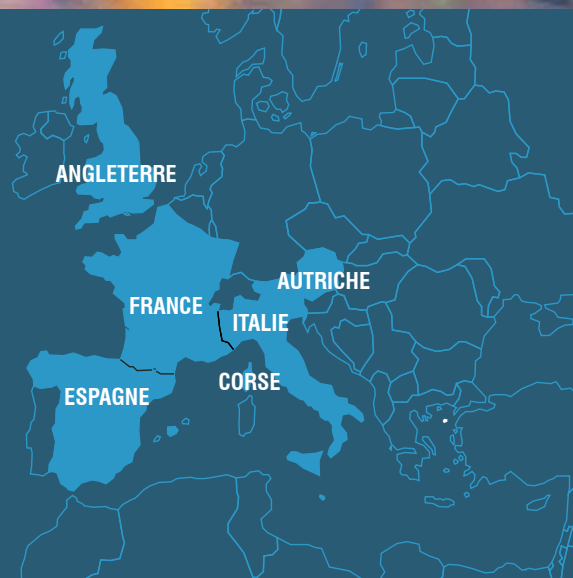 ANGLETERRE
AUTRICHE
FRANCE
ITALIE
CORSE
ESPAGNE